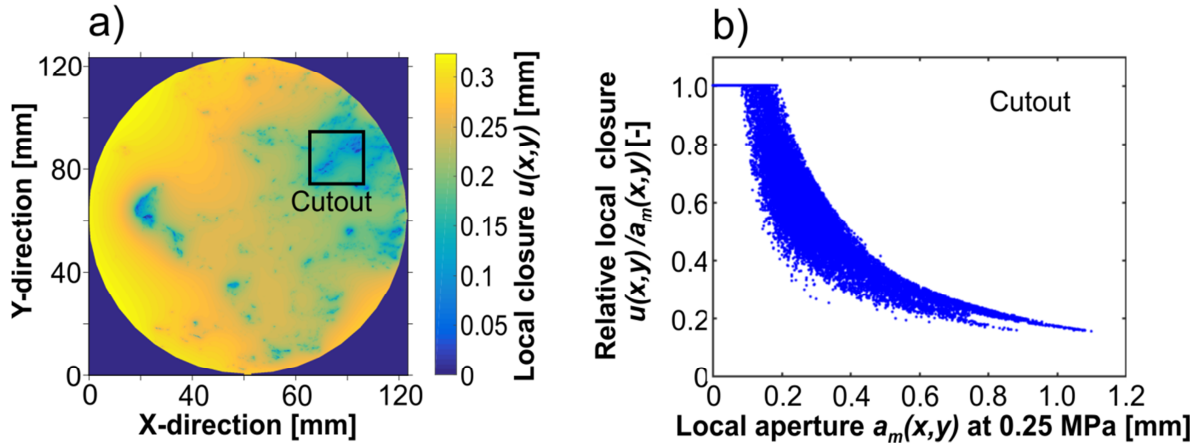 a)
120
80
40
0
Y-direction [mm]
0
40
60
120
X-direction [mm]
Cutout
0.3
0.25
0.2
0.15
0.1
0.05
0
Local closure u(x,y) [mm]
b)
Relative local closure
u(x,y)/a_m(x,y) [-]
1.0
0.8
0.6
0.4
0.2
0
Cutout
0
0.2
0.4
0.6
0.8
1.0
1.2
Local aperture a_m(x,y) at 0.25 MPa [mm]